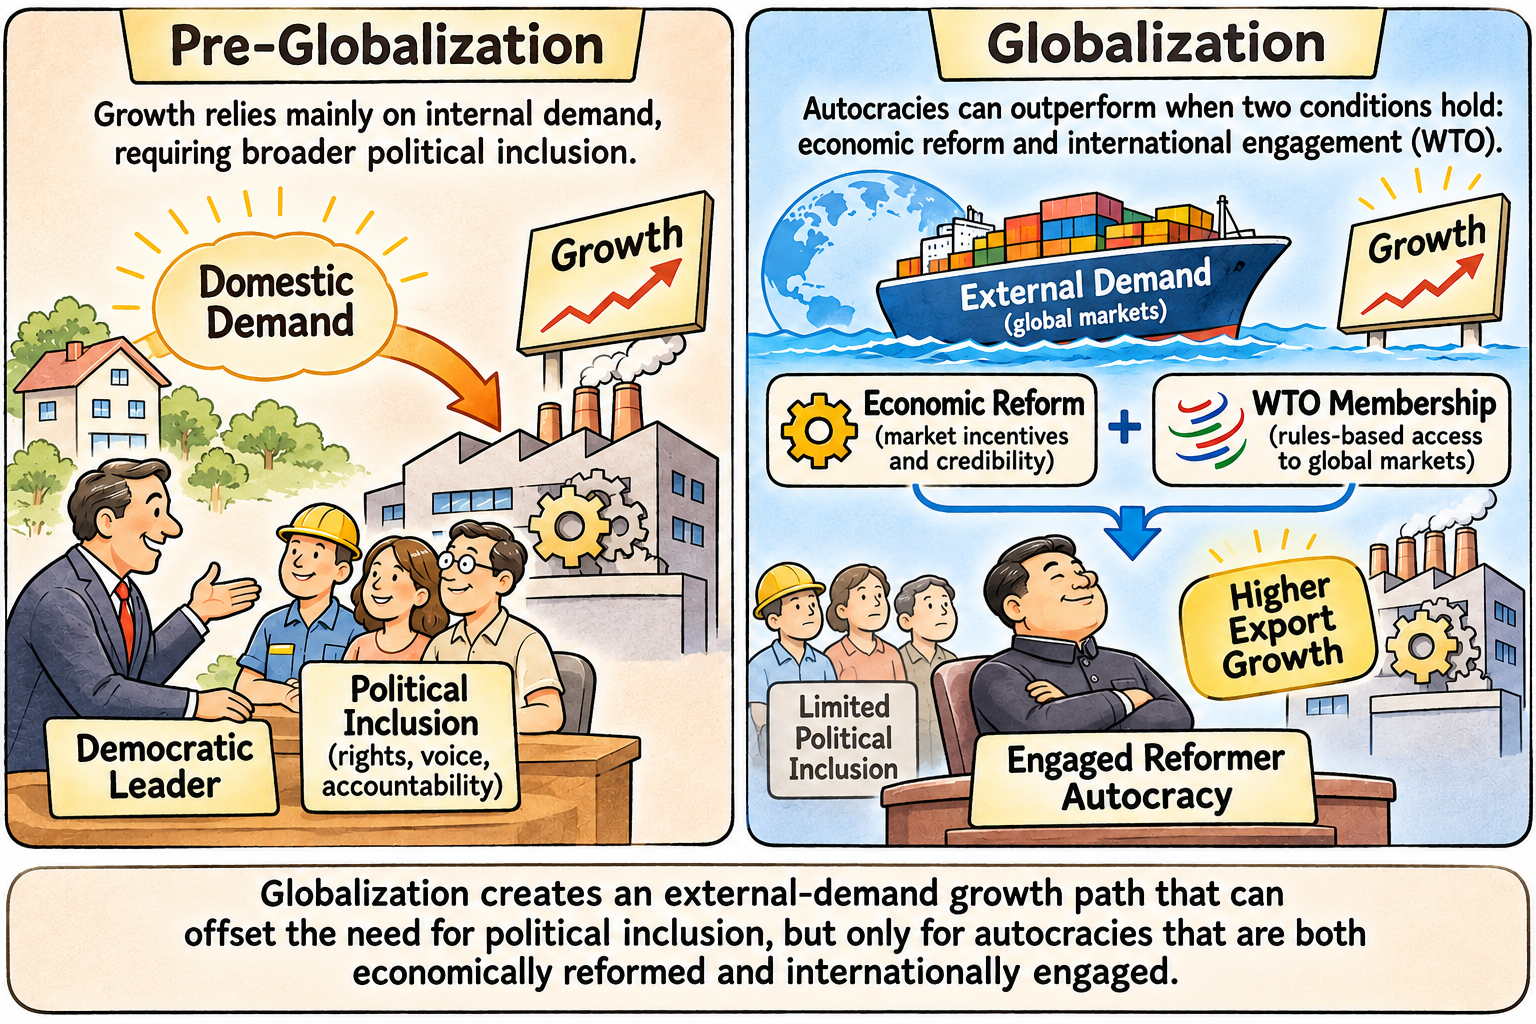 Pre-Globalization
Growth relies mainly on internal demand,
requiring broader political inclusion.
Domestic
Demand
Growth
Democratic
Leader
Political
Inclusion
(rights, voice,
accountability)
Globalization
Autocracies can outperform when two conditions hold:
economic reform and international engagement (WTO).
External Demand
(global markets)
Growth
Economic Reform
(market incentives
and credibility)
+
WTO Membership
(rules-based access
to global markets)
Higher
Export
Growth
Limited
Political
Inclusion
Engaged Reformer
Autocracy
Globalization creates an external-demand growth path that can
offset the need for political inclusion, but only for autocracies that are both
economically reformed and internationally engaged.